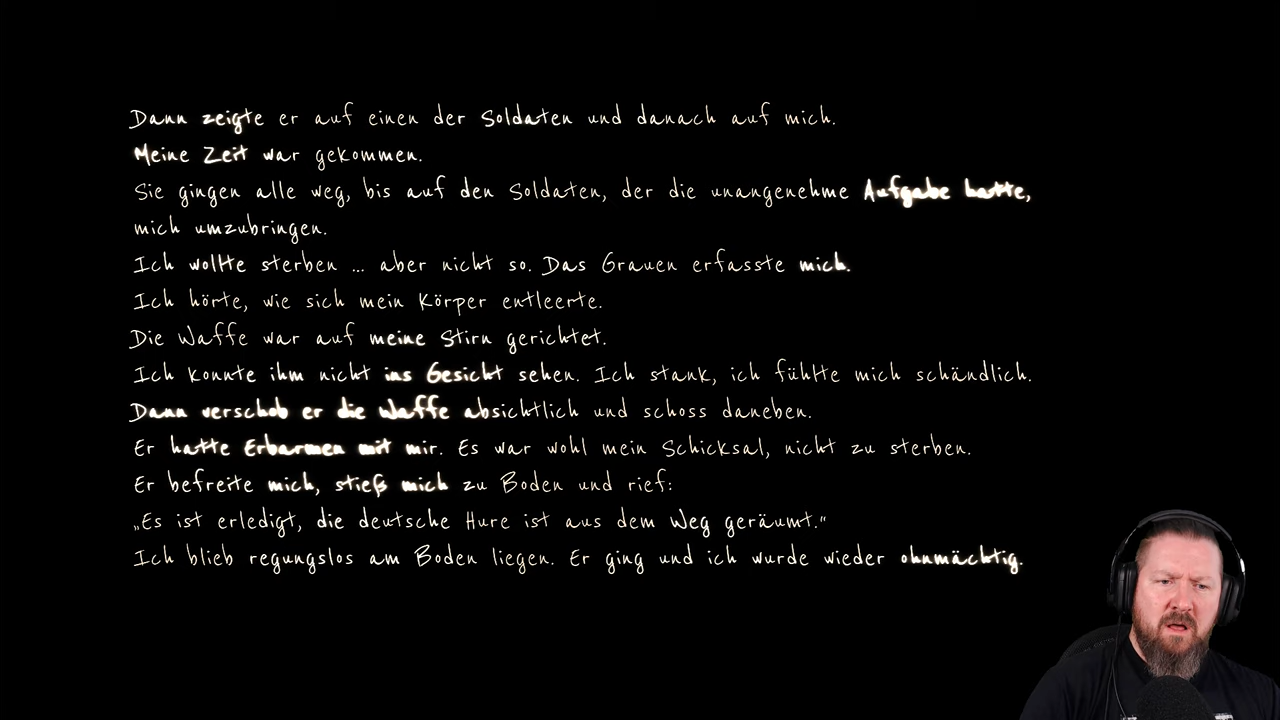 Dann zeigte er auf einen der Soldaten und danach auf mich.
Meine Zeit war gekommen.
Sie gingen alle weg, bis auf den Soldaten, der die unangenehme Aufgabe hatte,
mich umzubringen.
Ich wollte sterben ... aber nicht so. Das Grauen erfasste mich.
Ich hörte, wie sich mein Körper entleerte.
Die Waffe war auf meine Stirn gerichtet.
Ich konnte ihm nicht ins Gesicht sehen. Ich stank, ich fühlte mich schändlich.
Dann verschob er die Waffe absichtlich und schoss daneben.
Er hatte Erbarmen mit mir. Es war wohl mein Schicksal, nicht zu sterben.
Er befreite mich, stieß mich zu Boden und rief:
„Es ist erledigt, die deutsche Hure ist aus dem Weg geräumt.“
Ich blieb regungslos am Boden liegen. Er ging und ich wurde wieder ohnmächtig.